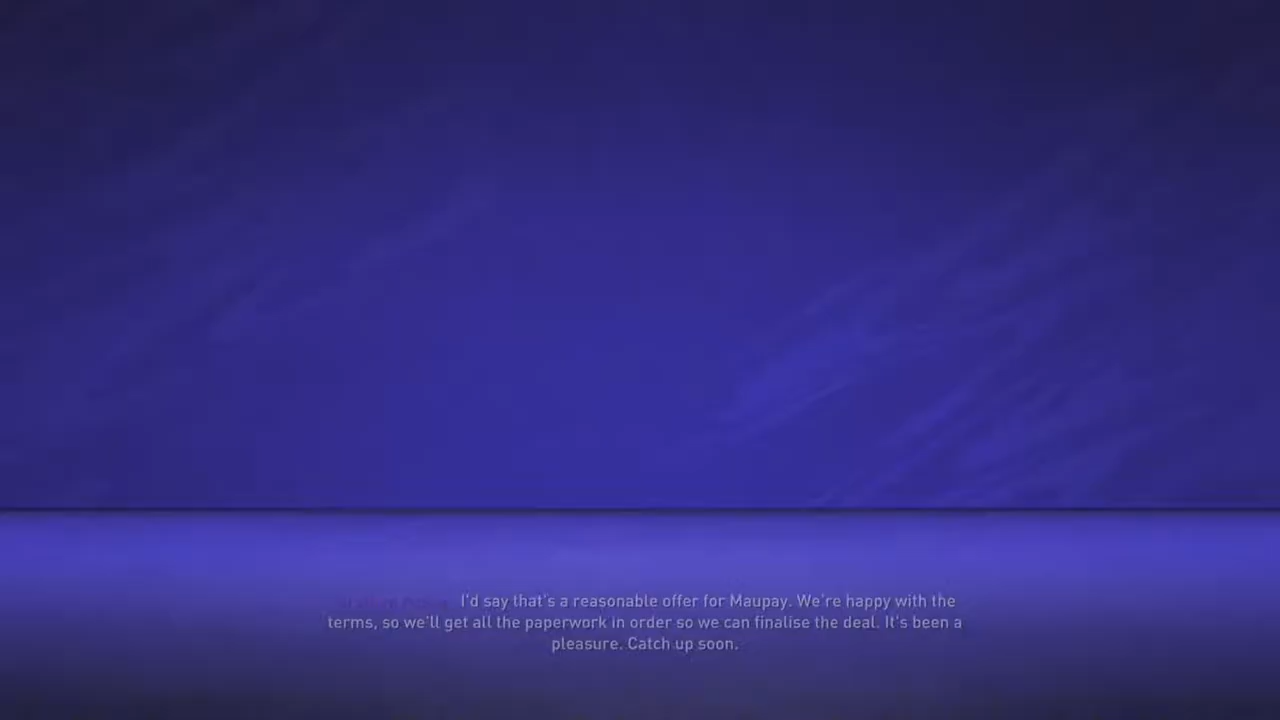 I'd say that's a reasonable offer for Maupay. We're happy with the
terms, so we'll get all the paperwork in order so we can finalise the deal. It's been a
pleasure. Catch up soon.